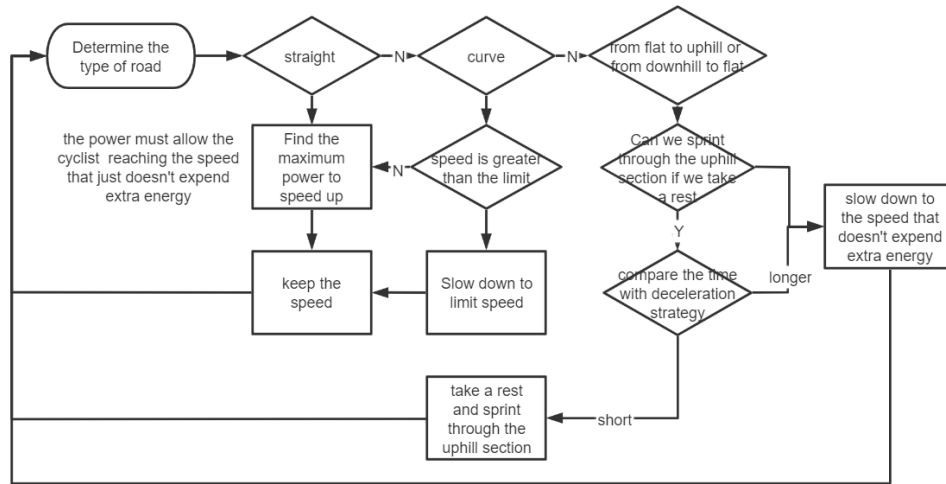 Determine the
type of road
straight
N
curve
N
from flat to uphill or
from downhill to flat
the power must allow the
cyclist reaching the speed
that just doesn't expend
extra energy
Find the
maximum
power to
speed up
N
speed is greater
than the limit
Can we sprint
through the uphill
section if we take
a rest
slow down to
the speed that
doesn't expend
extra energy
Y
keep the
speed
Slow down to
limit speed
compare the time
with deceleration
strategy
longer
take a rest
and sprint
through the
uphill section
short